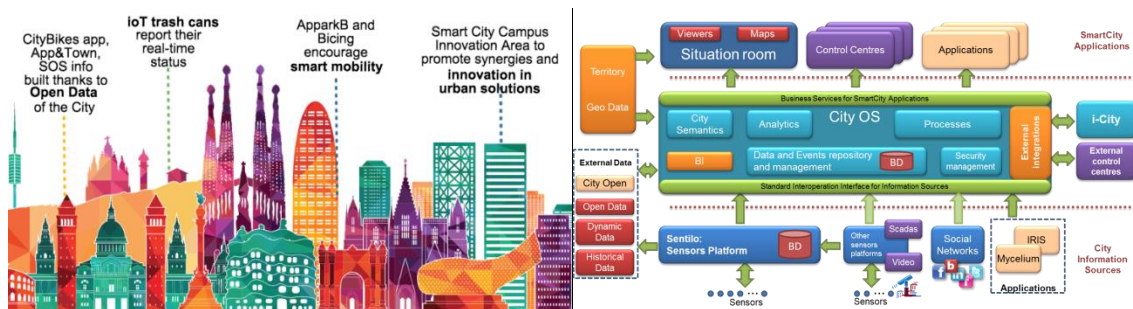 CityBikes app,
App&Town,
SOS info
built thanks to
Open Data
of the City
ioT trash cans
report their
real-time
status
ApparkB and
Bicing
encourage
smart mobility
Smart City Campus
Innovation Area to
promote synergies and
innovation in
urban solutions
Territory
Geo Data
Viewers
Maps
Situation room
Control Centres
Applications
SmartCity
Applications
Business Services for SmartCity Applications
City OS
City
Semantics
Analytics
Processes
BI
Data and Events repository
and management
BD
Security
management
External
Integrations
i-City
External
control
centres
Standard Interoperation Interface for Information Sources
External Data
City Open
Open Data
Dynamic
Data
Historical
Data
Sentilo:
Sensors Platform
BD
Other
sensors
platforms
Scadas
Video
Social
Networks
IRIS
Mycelium
Applications
City
Information
Sources
Sensors
Sensors